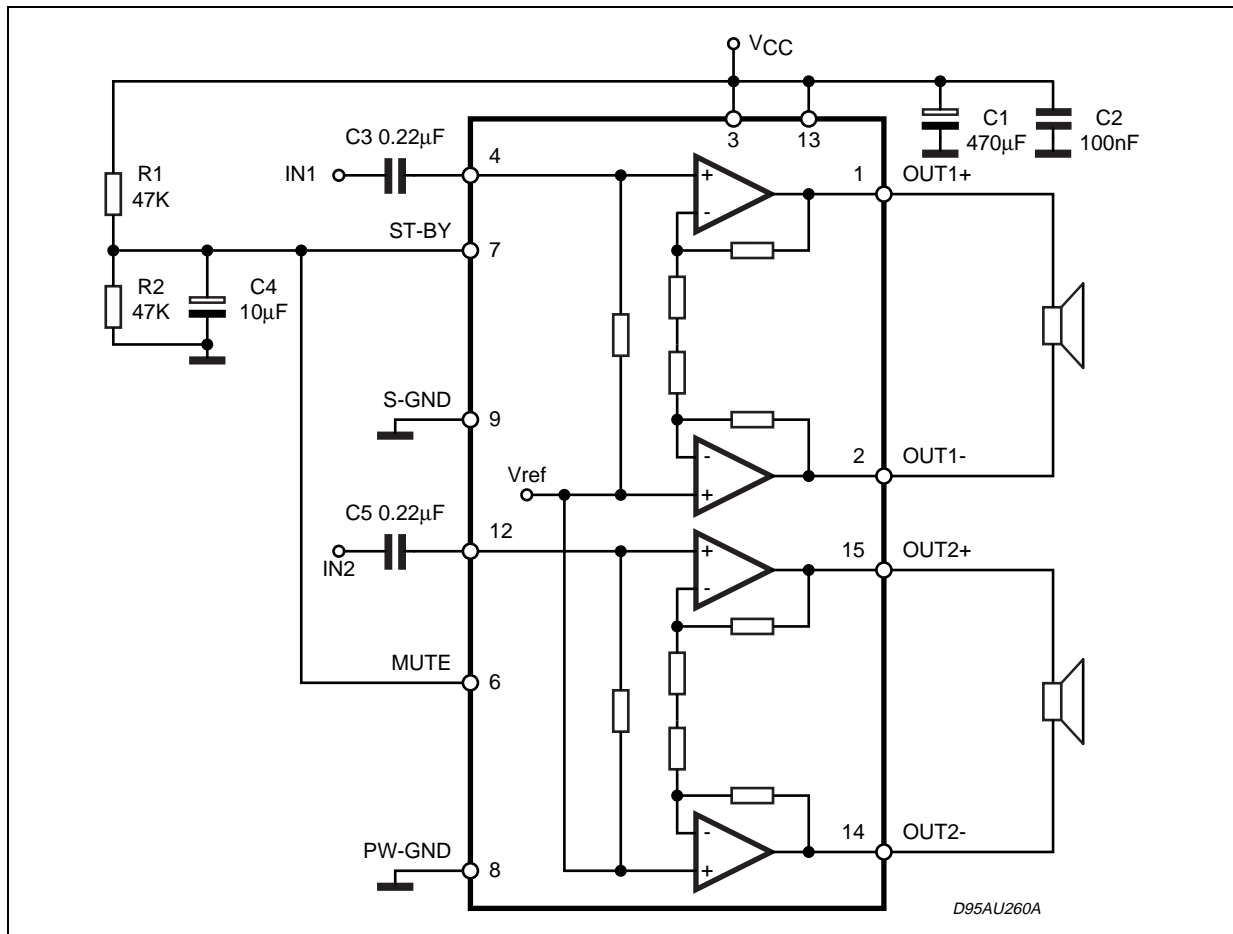 VCC
C3 0.22µF
IN1
4
3
13
C1
470µF
C2
100nF
R1
47K
+
-
1
OUT1+
ST-BY
7
R2
47K
C4
10µF
S-GND
9
-
+
2
OUT1-
Vref
C5 0.22µF
IN2
12
+
-
15
OUT2+
MUTE
6
-
+
14
OUT2-
PW-GND
8
D95AU260A